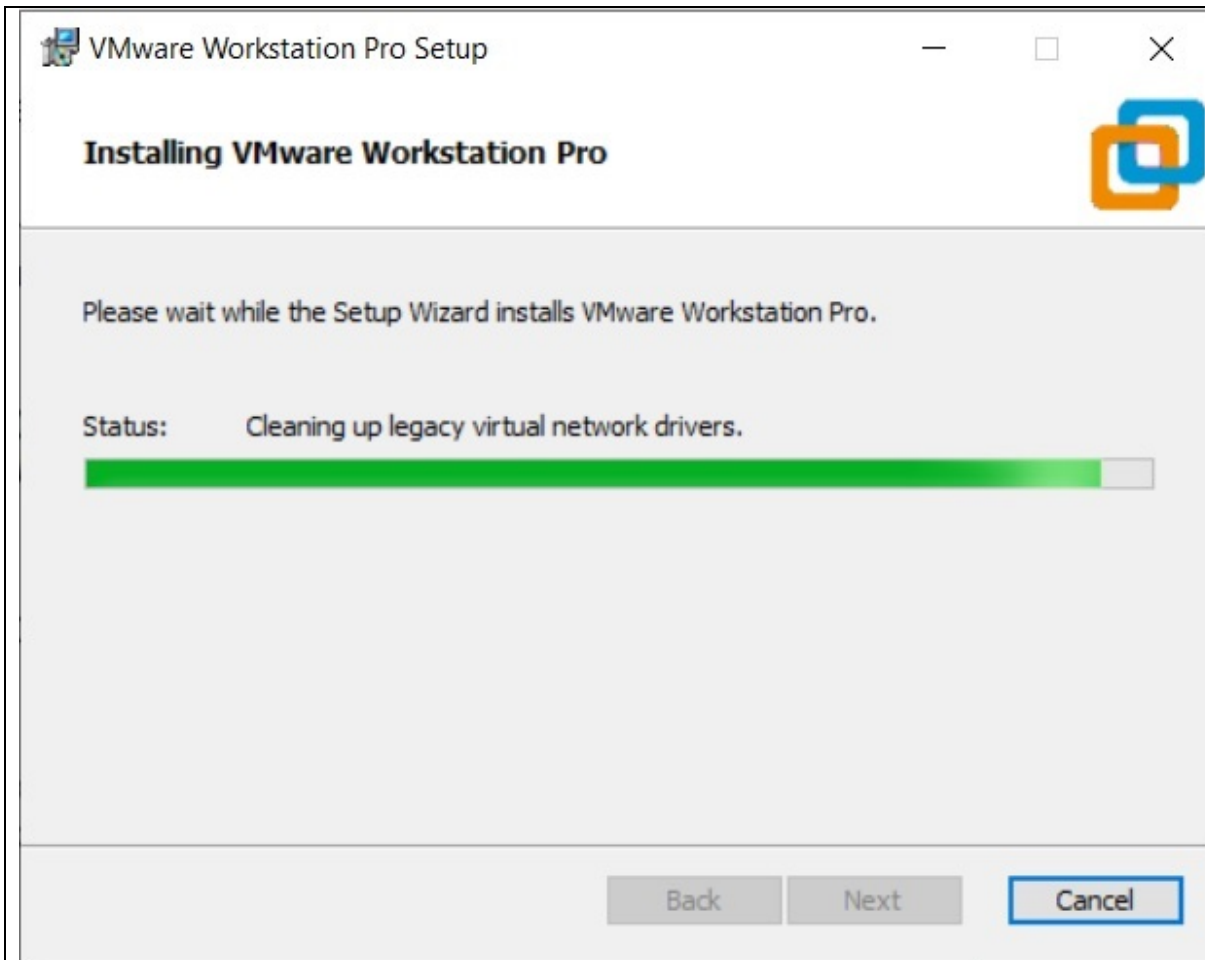 VMware Workstation Pro Setup
Installing VMware Workstation Pro
Please wait while the Setup Wizard installs VMware Workstation Pro.
Status: Cleaning up legacy virtual network drivers.
Back Next Cancel